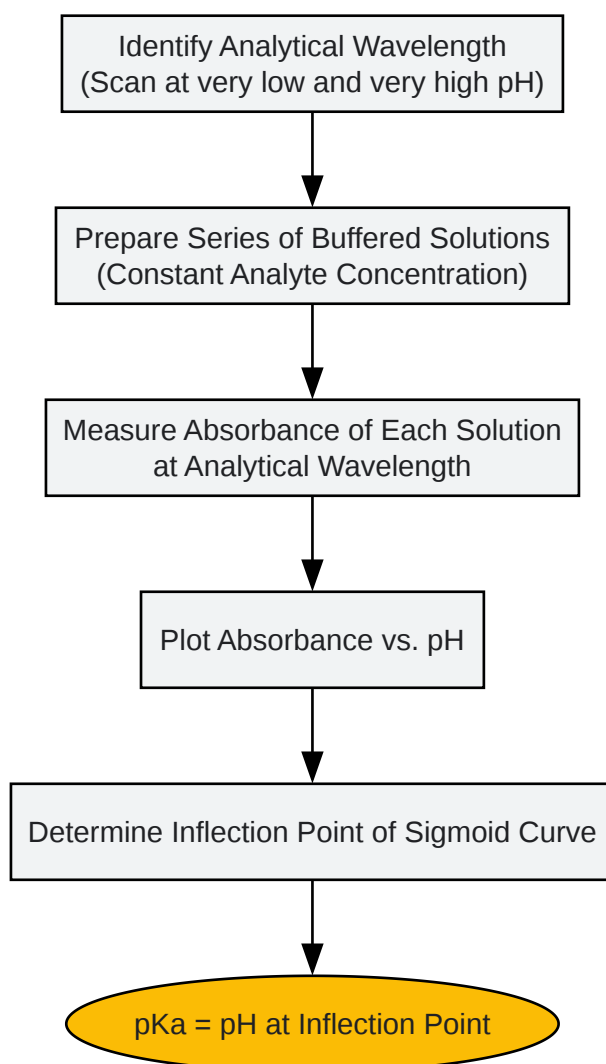 Identify Analytical Wavelength
(Scan at very low and very high pH)
Prepare Series of Buffered Solutions
(Constant Analyte Concentration)
Measure Absorbance of Each Solution
at Analytical Wavelength
Plot Absorbance vs. pH
Determine Inflection Point of Sigmoid Curve
pKa = pH at Inflection Point